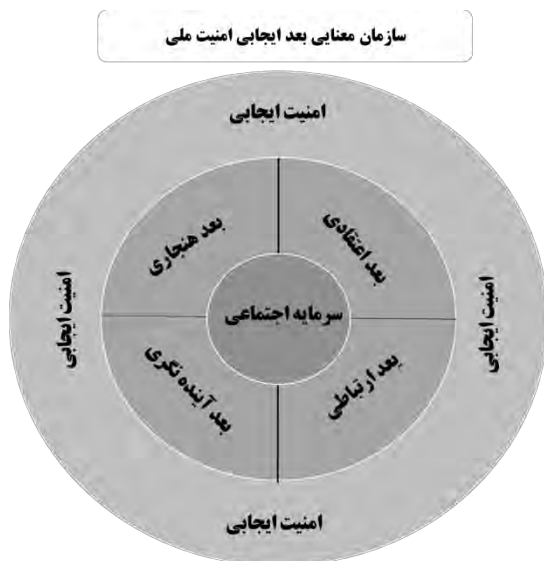 سازمان معنایی بعد ایجابی امنیت ملی
امنیت ایجابی
بعد اعتقادی
بعد هنجاری
امنیت ایجابی
امنیت ایجابی
سرمایه اجتماعی
بعد ارتباطی
بعد آینده نگری
امنیت ایجابی